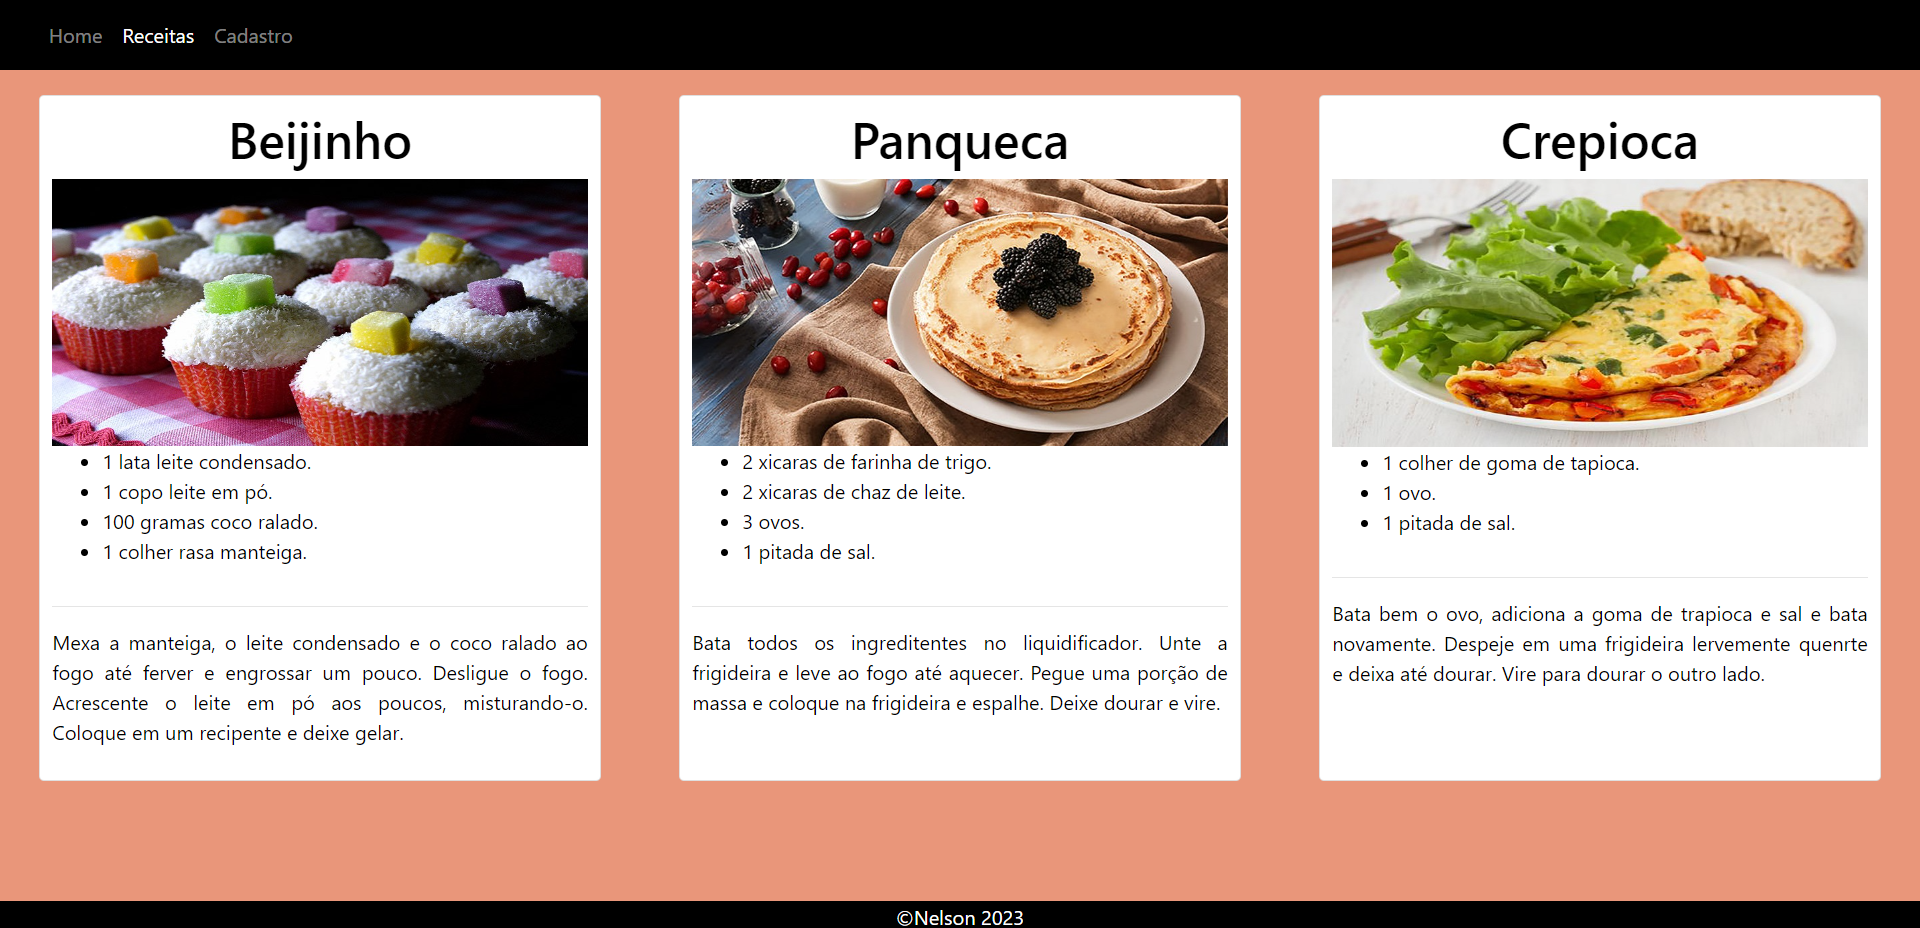 Home Receitas Cadastro
Beijinho
1 lata leite condensado.
1 copo leite em pó.
100 gramas coco ralado.
1 colher rasa manteiga.
Mexa a manteiga, o leite condensado e o coco ralado ao
fogo até ferver e engrossar um pouco. Desligue o fogo.
Acrescente o leite em pó aos poucos, misturando-o.
Coloque em um recipente e deixe gelar.
Panqueca
2 xicaras de farinha de trigo.
2 xicaras de chaz de leite.
3 ovos.
1 pitada de sal.
Bata todos os ingreditentes no liquidificador. Unte a
frigideira e leve ao fogo até aquecer. Pegue uma porção de
massa e coloque na frigideira e espalhe. Deixe dourar e vire.
Crepioca
1 colher de goma de tapioca.
1 ovo.
1 pitada de sal.
Bata bem o ovo, adiciona a goma de trapioca e sal e bata
novamente. Despeje em uma frigideira lervemente quenrte
e deixa até dourar. Vire para dourar o outro lado.
©Nelson 2023